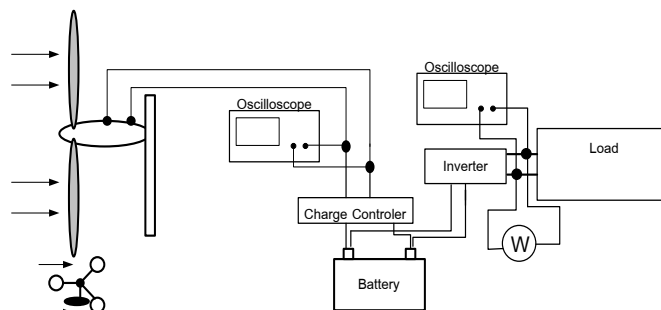 Oscilloscope
Oscilloscope
Load
Inverter
Charge Controler
W
Battery